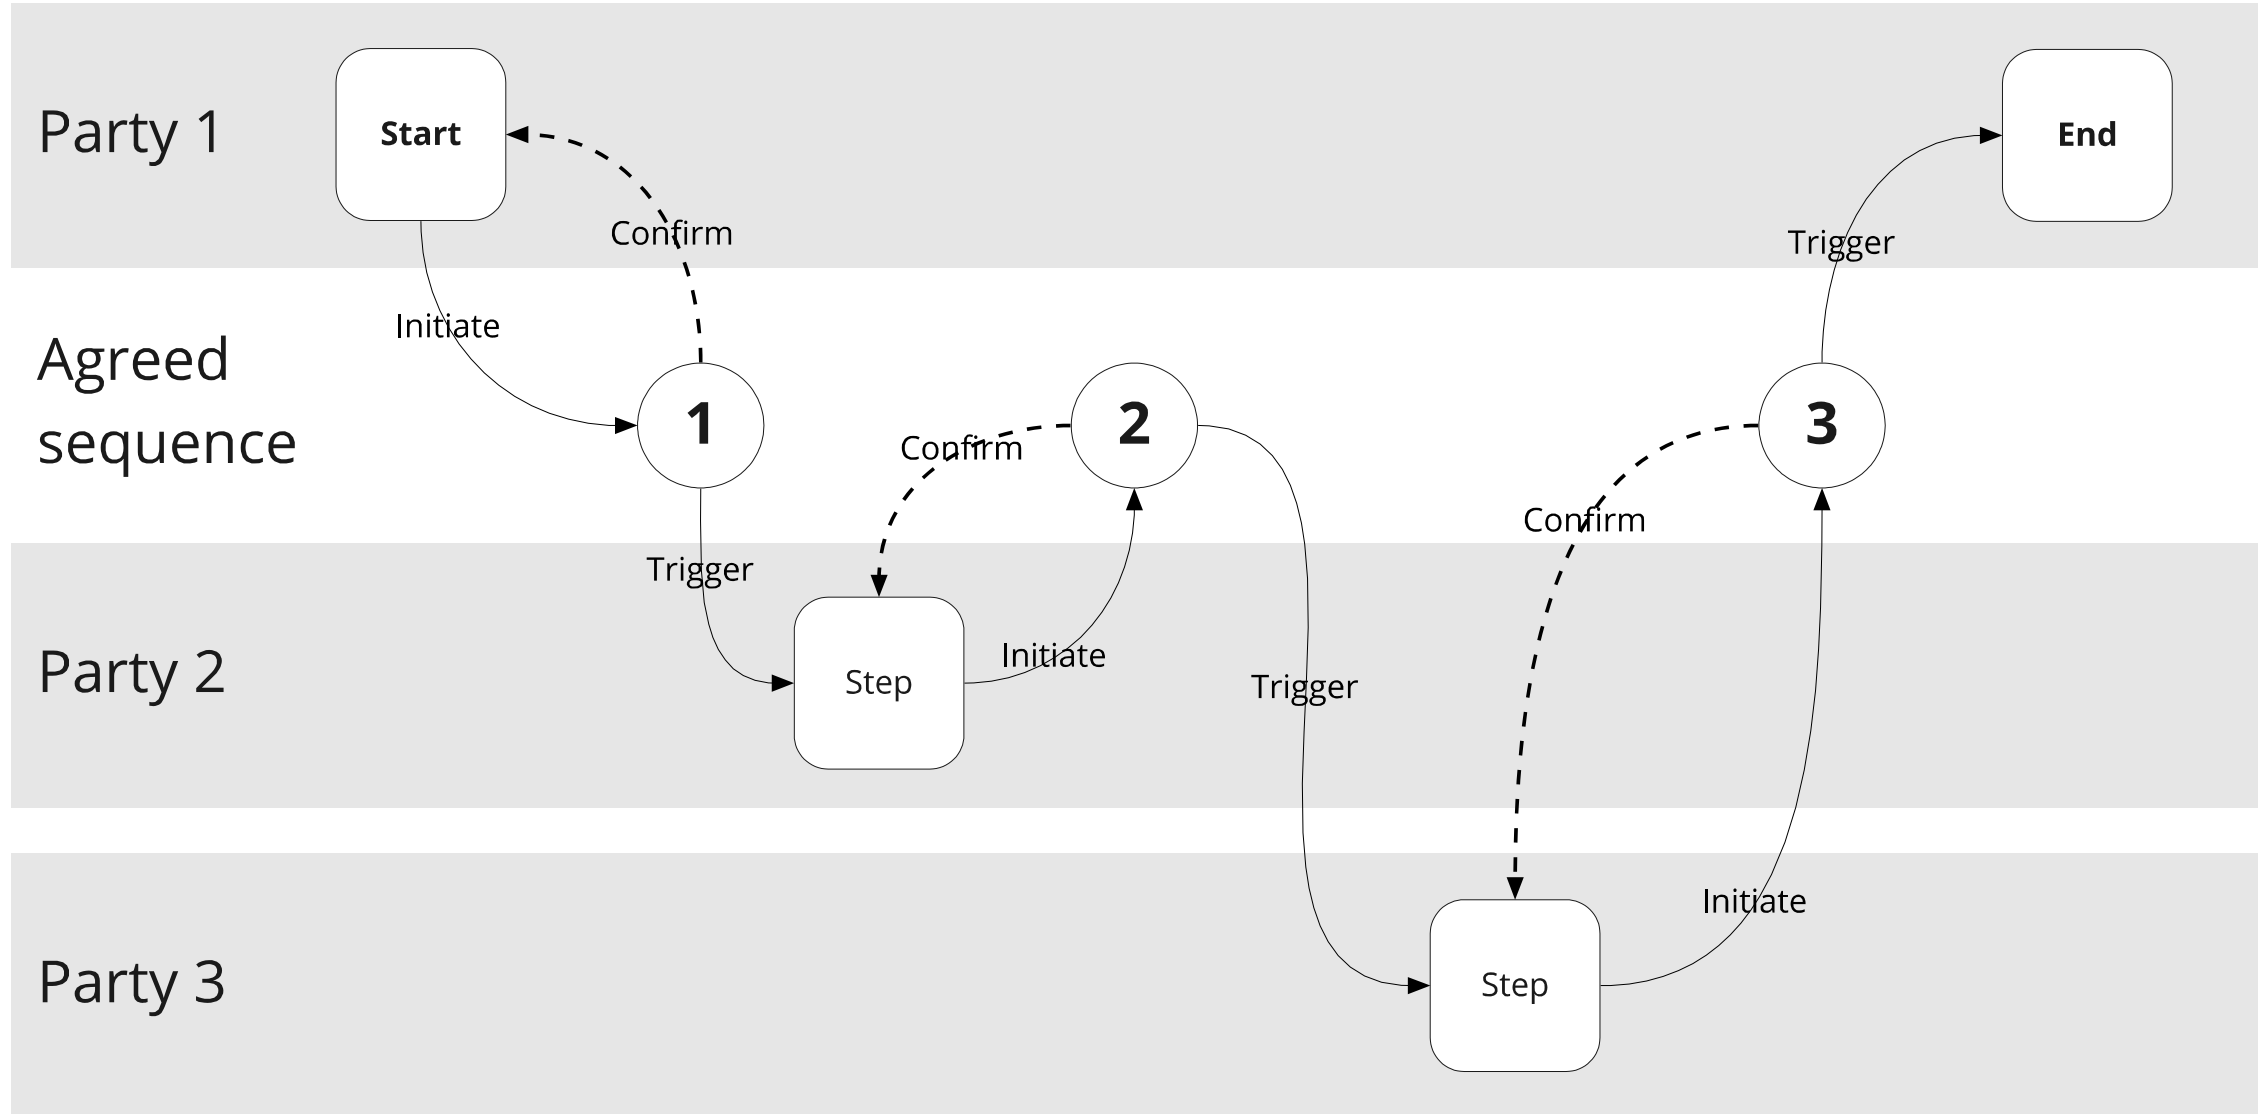 Party 1
Start
End
Confirm
Trigger
Initiate
Agreed
sequence
1
2
3
Confirm
Confirm
Trigger
Party 2
Step
Initiate
Trigger
Initiate
Party 3
Step